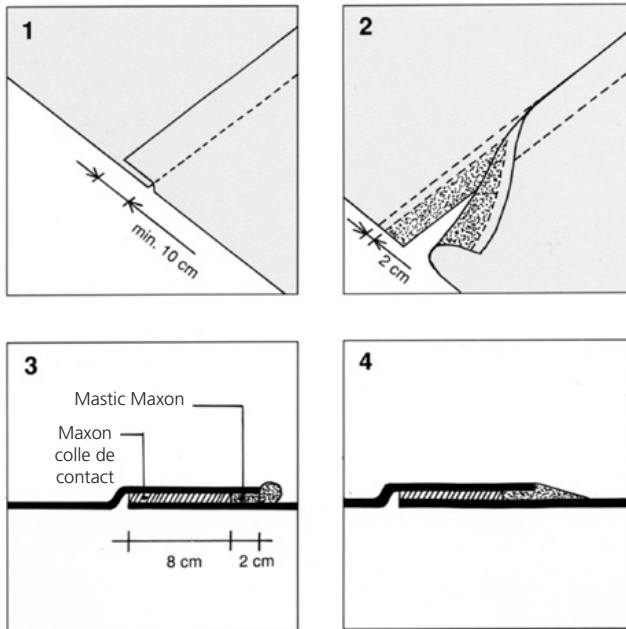 1
min. 10 cm
2
2 cm
3
Mastic Maxon
Maxon
colle de
contact
8 cm
2 cm
4